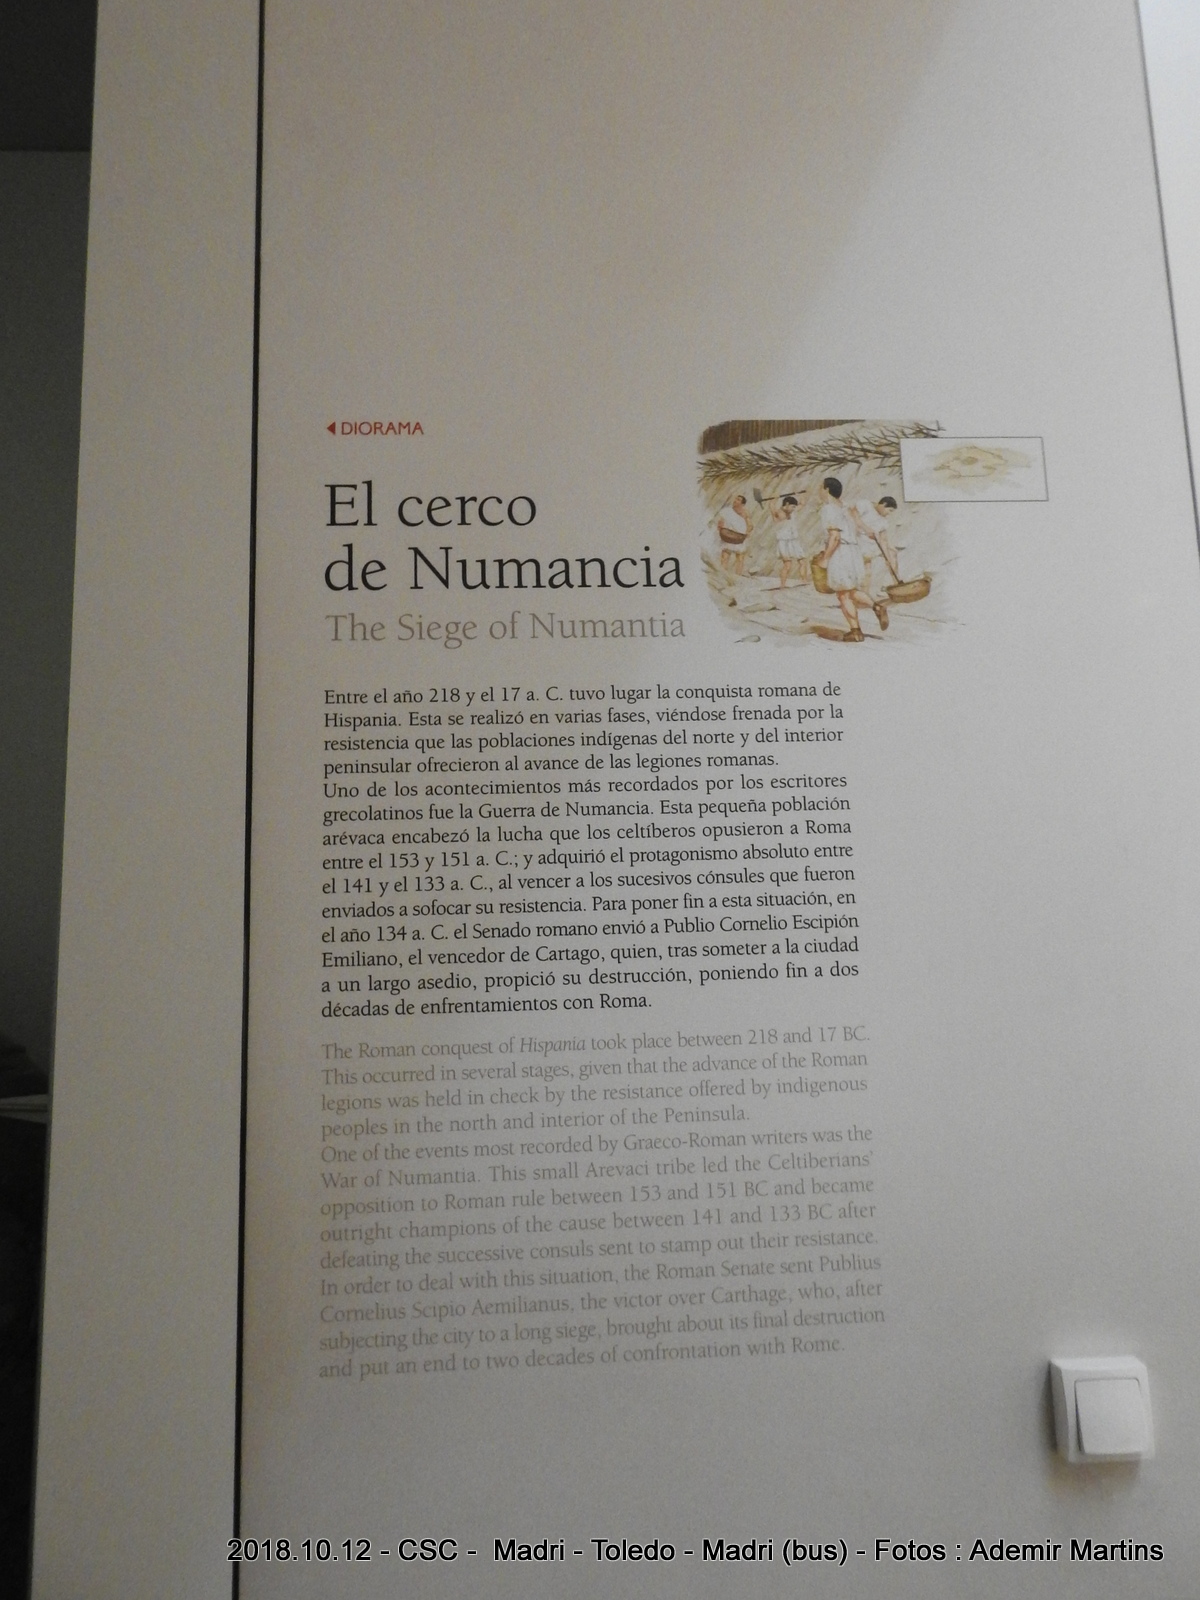 ◀ DIORAMA
El cerco
de Numancia
The Siege of Numantia
Entre el año 218 y el 17 a. C. tuvo lugar la conquista romana de
Hispania. Esta se realizó en varias fases, viéndose frenada por la
resistencia que las poblaciones indígenas del norte y del interior
peninsular ofrecieron al avance de las legiones romanas.
Uno de los acontecimientos más recordados por los escritores
grecolatinos fue la Guerra de Numancia. Esta pequeña población
arévaca encabezó la lucha que los celtíberos opusieron a Roma
entre el 153 y 151 a. C.; y adquirió el protagonismo absoluto entre
el 141 y el 133 a. C., al vencer a los sucesivos cónsules que fueron
enviados a sofocar su resistencia. Para poner fin a esta situación, en
el año 134 a. C. el Senado romano envió a Publio Cornelio Escipión
Emiliano, el vencedor de Cartago, quien, tras someter a la ciudad
a un largo asedio, propició su destrucción, poniendo fin a dos
décadas de enfrentamientos con Roma.
The Roman conquest of Hispania took place between 218 and 17 BC.
This occurred in several stages, given that the advance of the Roman
legions was held in check by the resistance offered by indigenous
peoples in the north and interior of the Peninsula.
One of the events most recorded by Graeco-Roman writers was the
War of Numantia. This small Arevaci tribe led the Celtiberians'
opposition to Roman rule between 153 and 151 BC and became
outright champions of the cause between 141 and 133 BC after
defeating the successive consuls sent to stamp out their resistance.
In order to deal with this situation, the Roman Senate sent Publius
Cornelius Scipio Aemilianus, the victor over Carthage, who, after
subjecting the city to a long siege, brought about its final destruction
and put an end to two decades of confrontation with Rome.
2018.10.12 - CSC - Madri - Toledo - Madri (bus) - Fotos : Ademir Martins